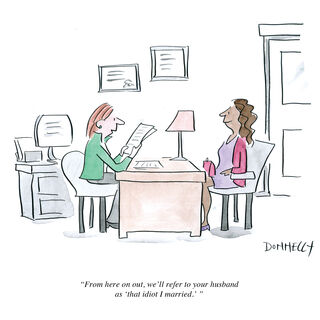 DONNELLY
“From here on out, we’ll refer to your husband
as ‘that idiot I married.’ ”